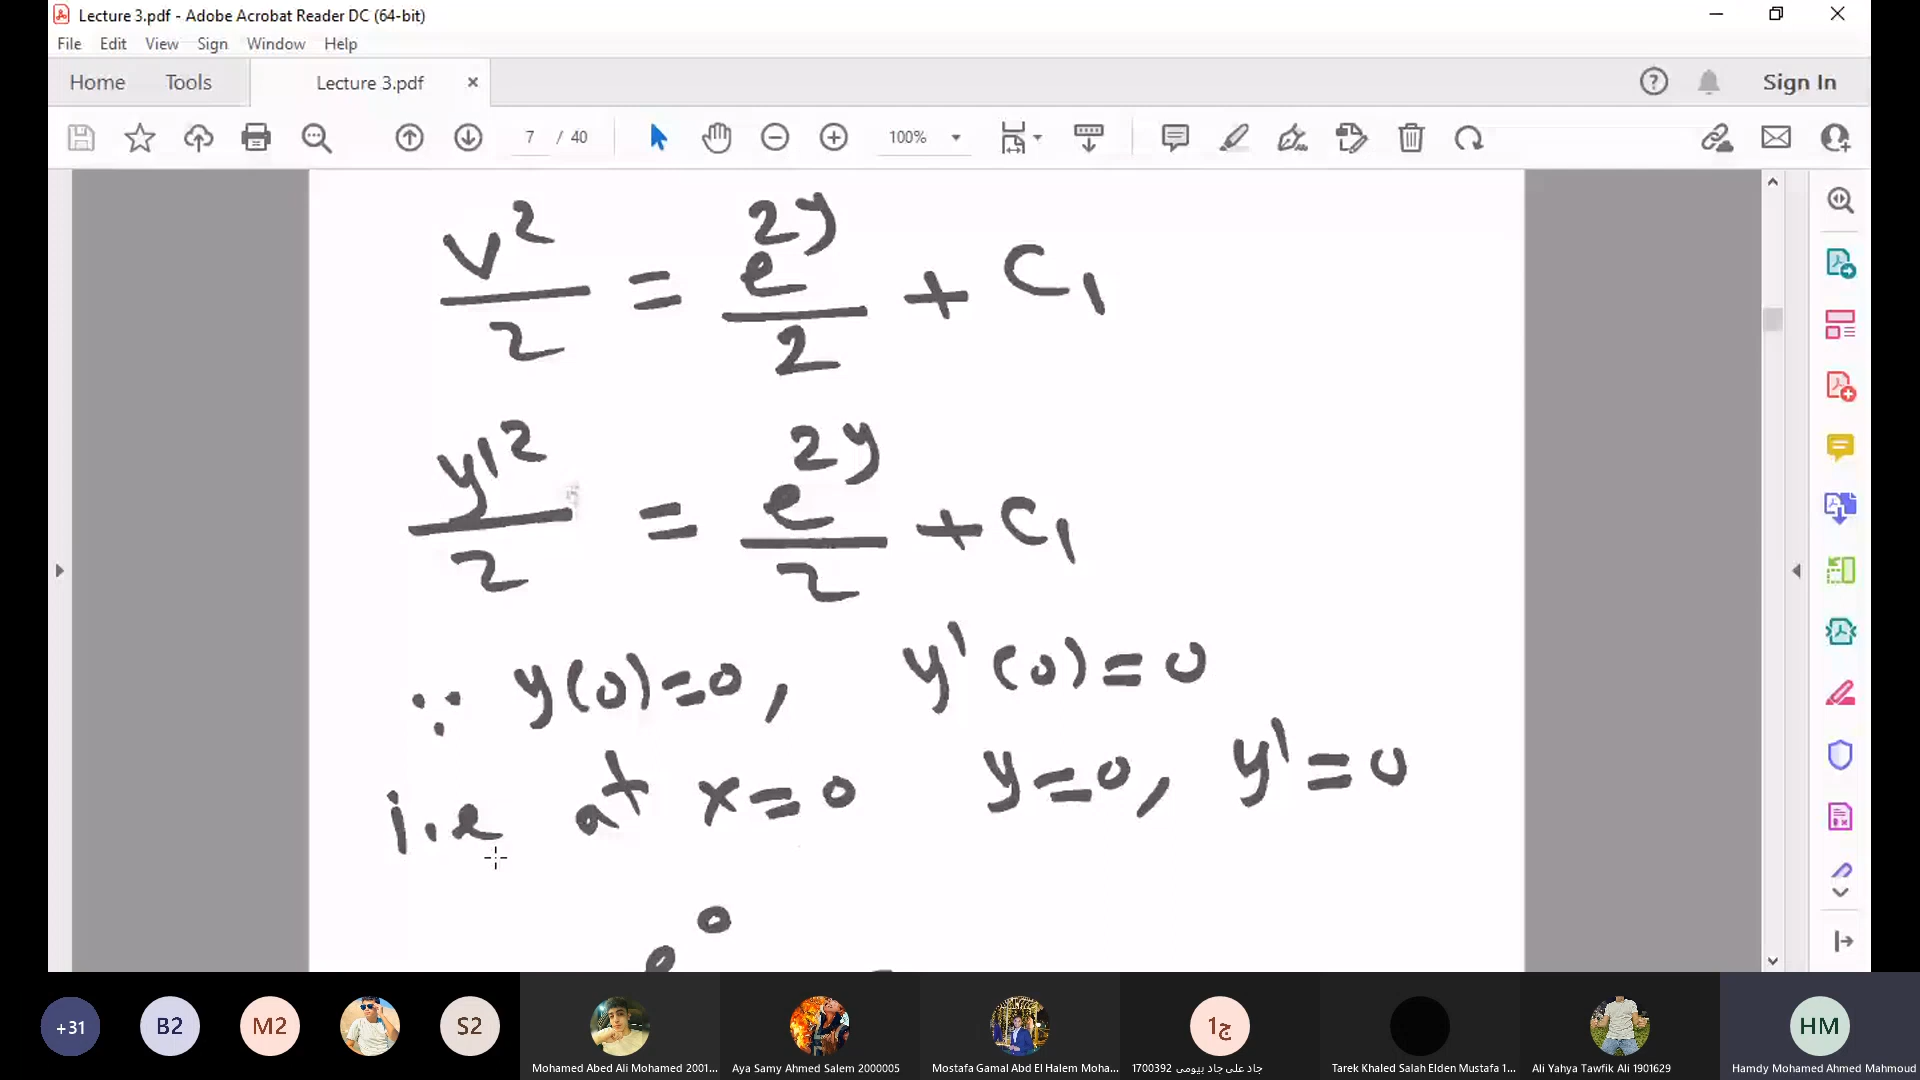 Lecture 3.pdf - Adobe Acrobat Reader DC (64-bit)
File Edit View Sign Window Help
Home Tools Lecture 3.pdf × Sign In
7 / 40 100%
v²/2 = e^2y/2 + C₁
y'²/2 = e^2y/2 + C₁
∵ y(0)=0, y'(0)=0
i.e at x=0 y=0, y'=0
+31 B2 M2 S2 ج1 HM
Mohamed Abed Ali Mohamed 2001... Aya Samy Ahmed Salem 2000005 Mostafa Gamal Abd El Halem Moha... جاد على جاد بيومى 1700392 Tarek Khaled Salah Elden Mustafa 1... Ali Yahya Tawfik Ali 1901629 Hamdy Mohamed Ahmed Mahmoud